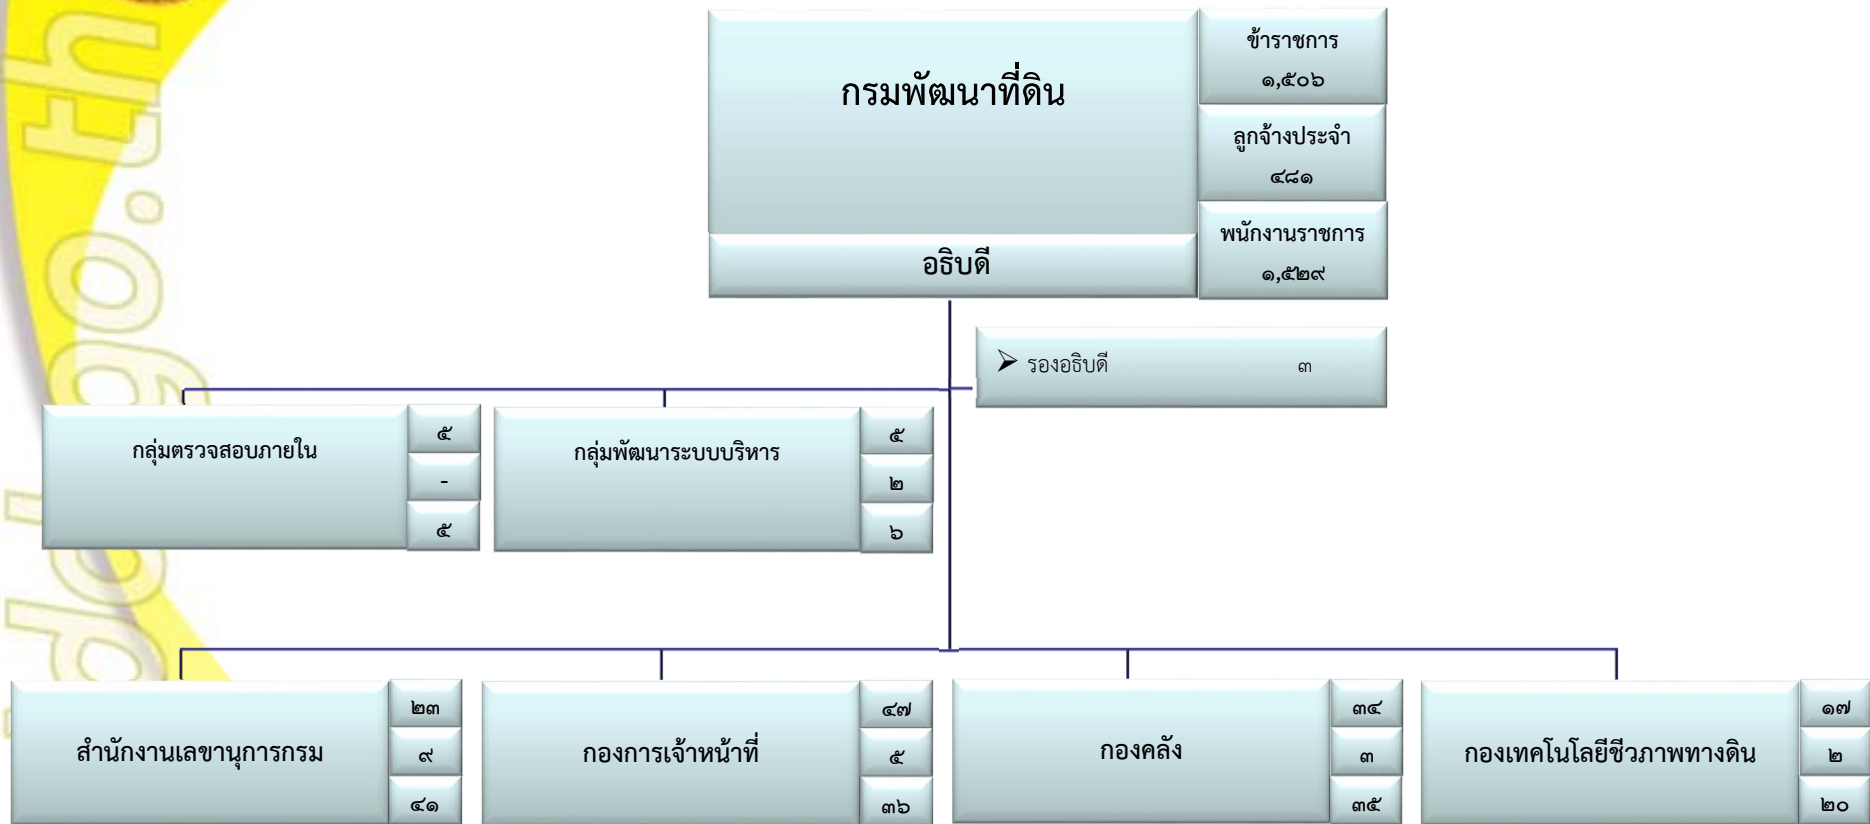 กรมพัฒนาที่ดิน
อธิบดี
ข้าราชการ
๑,๕๐๖
ลูกจ้างประจำ
๔๘๑
พนักงานราชการ
๑,๕๒๙
➢ รองอธิบดี ๓
กลุ่มตรวจสอบภายใน
๕
-
๕
กลุ่มพัฒนาระบบบริหาร
๕
๒
๖
สำนักงานเลขานุการกรม
๒๓
๙
๔๑
กองการเจ้าหน้าที่
๔๗
๕
๓๖
กองคลัง
๓๔
๓
๓๕
กองเทคโนโลยีชีวภาพทางดิน
๑๗
๒
๒๐